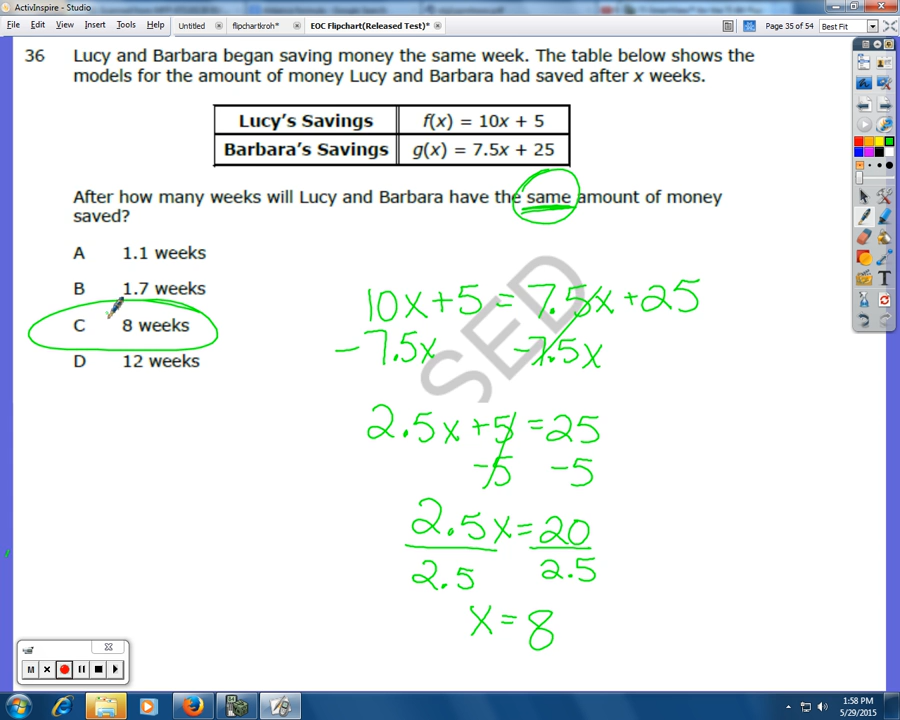 ActivInspire - Studio
File Edit View Insert Tools Help
Untitled
flipchartkroh*
EOC Flipchart(Released Test)*
Page 35 of 54
Best Fit
36 Lucy and Barbara began saving money the same week. The table below shows the
models for the amount of money Lucy and Barbara had saved after x weeks.
Lucy's Savings f(x) = 10x + 5
Barbara's Savings g(x) = 7.5x + 25
After how many weeks will Lucy and Barbara have the same amount of money
saved?
A 1.1 weeks
B 1.7 weeks
C 8 weeks
D 12 weeks
SED
10x+5=7.5x+25
-7.5x -7.5x
2.5x+5=25
-5 -5
2.5x=20
2.5 2.5
x=8
M
T
1:58 PM
5/29/2015